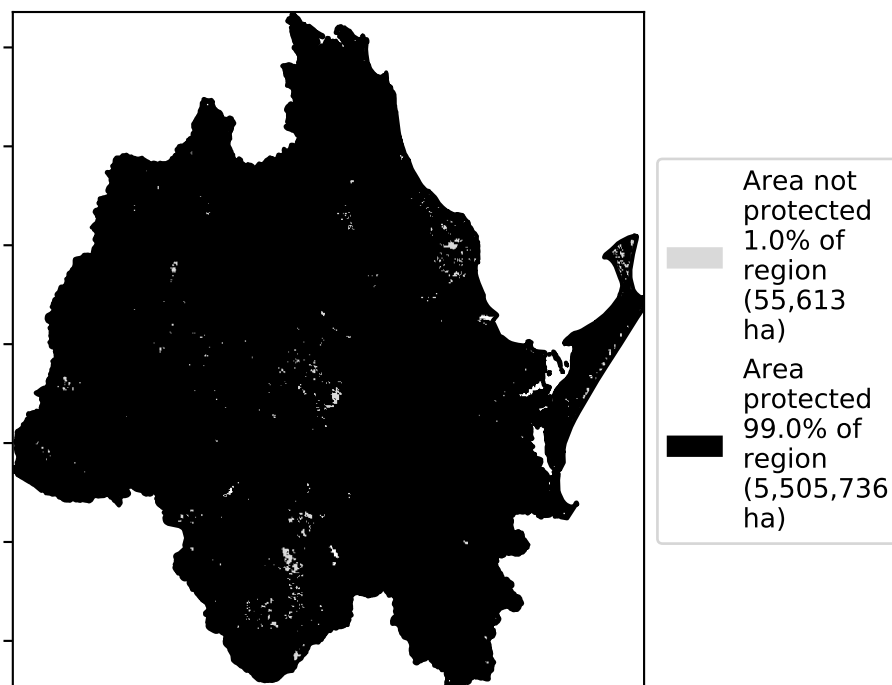 Area not
protected
1.0% of
region
(55,613
ha)
Area
protected
99.0% of
region
(5,505,736
ha)